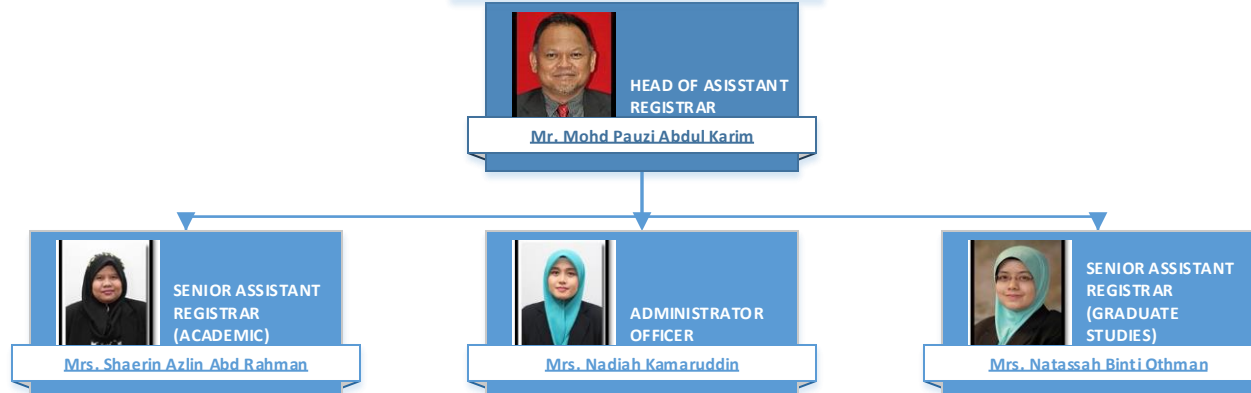 HEAD OF ASISSTANT
REGISTRAR
Mr. Mohd Pauzi Abdul Karim
SENIOR ASSISTANT
REGISTRAR
(ACADEMIC)
Mrs. Shaerin Azlin Abd Rahman
ADMINISTRATOR
OFFICER
Mrs. Nadiah Kamaruddin
SENIOR ASSISTANT
REGISTRAR
(GRADUATE
STUDIES)
Mrs. Natassah Binti Othman